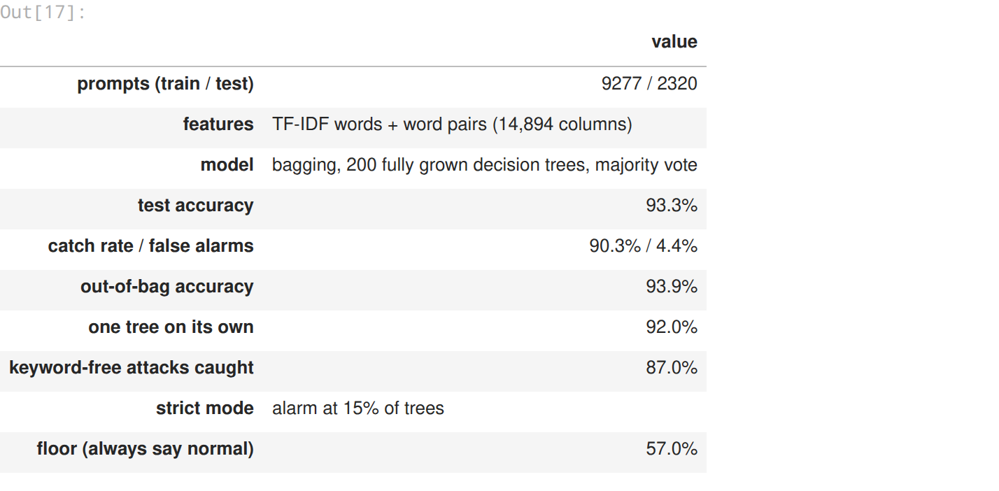 Out[17]:
value
prompts (train / test) 9277 / 2320
features TF-IDF words + word pairs (14,894 columns)
model bagging, 200 fully grown decision trees, majority vote
test accuracy 93.3%
catch rate / false alarms 90.3% / 4.4%
out-of-bag accuracy 93.9%
one tree on its own 92.0%
keyword-free attacks caught 87.0%
strict mode alarm at 15% of trees
floor (always say normal) 57.0%